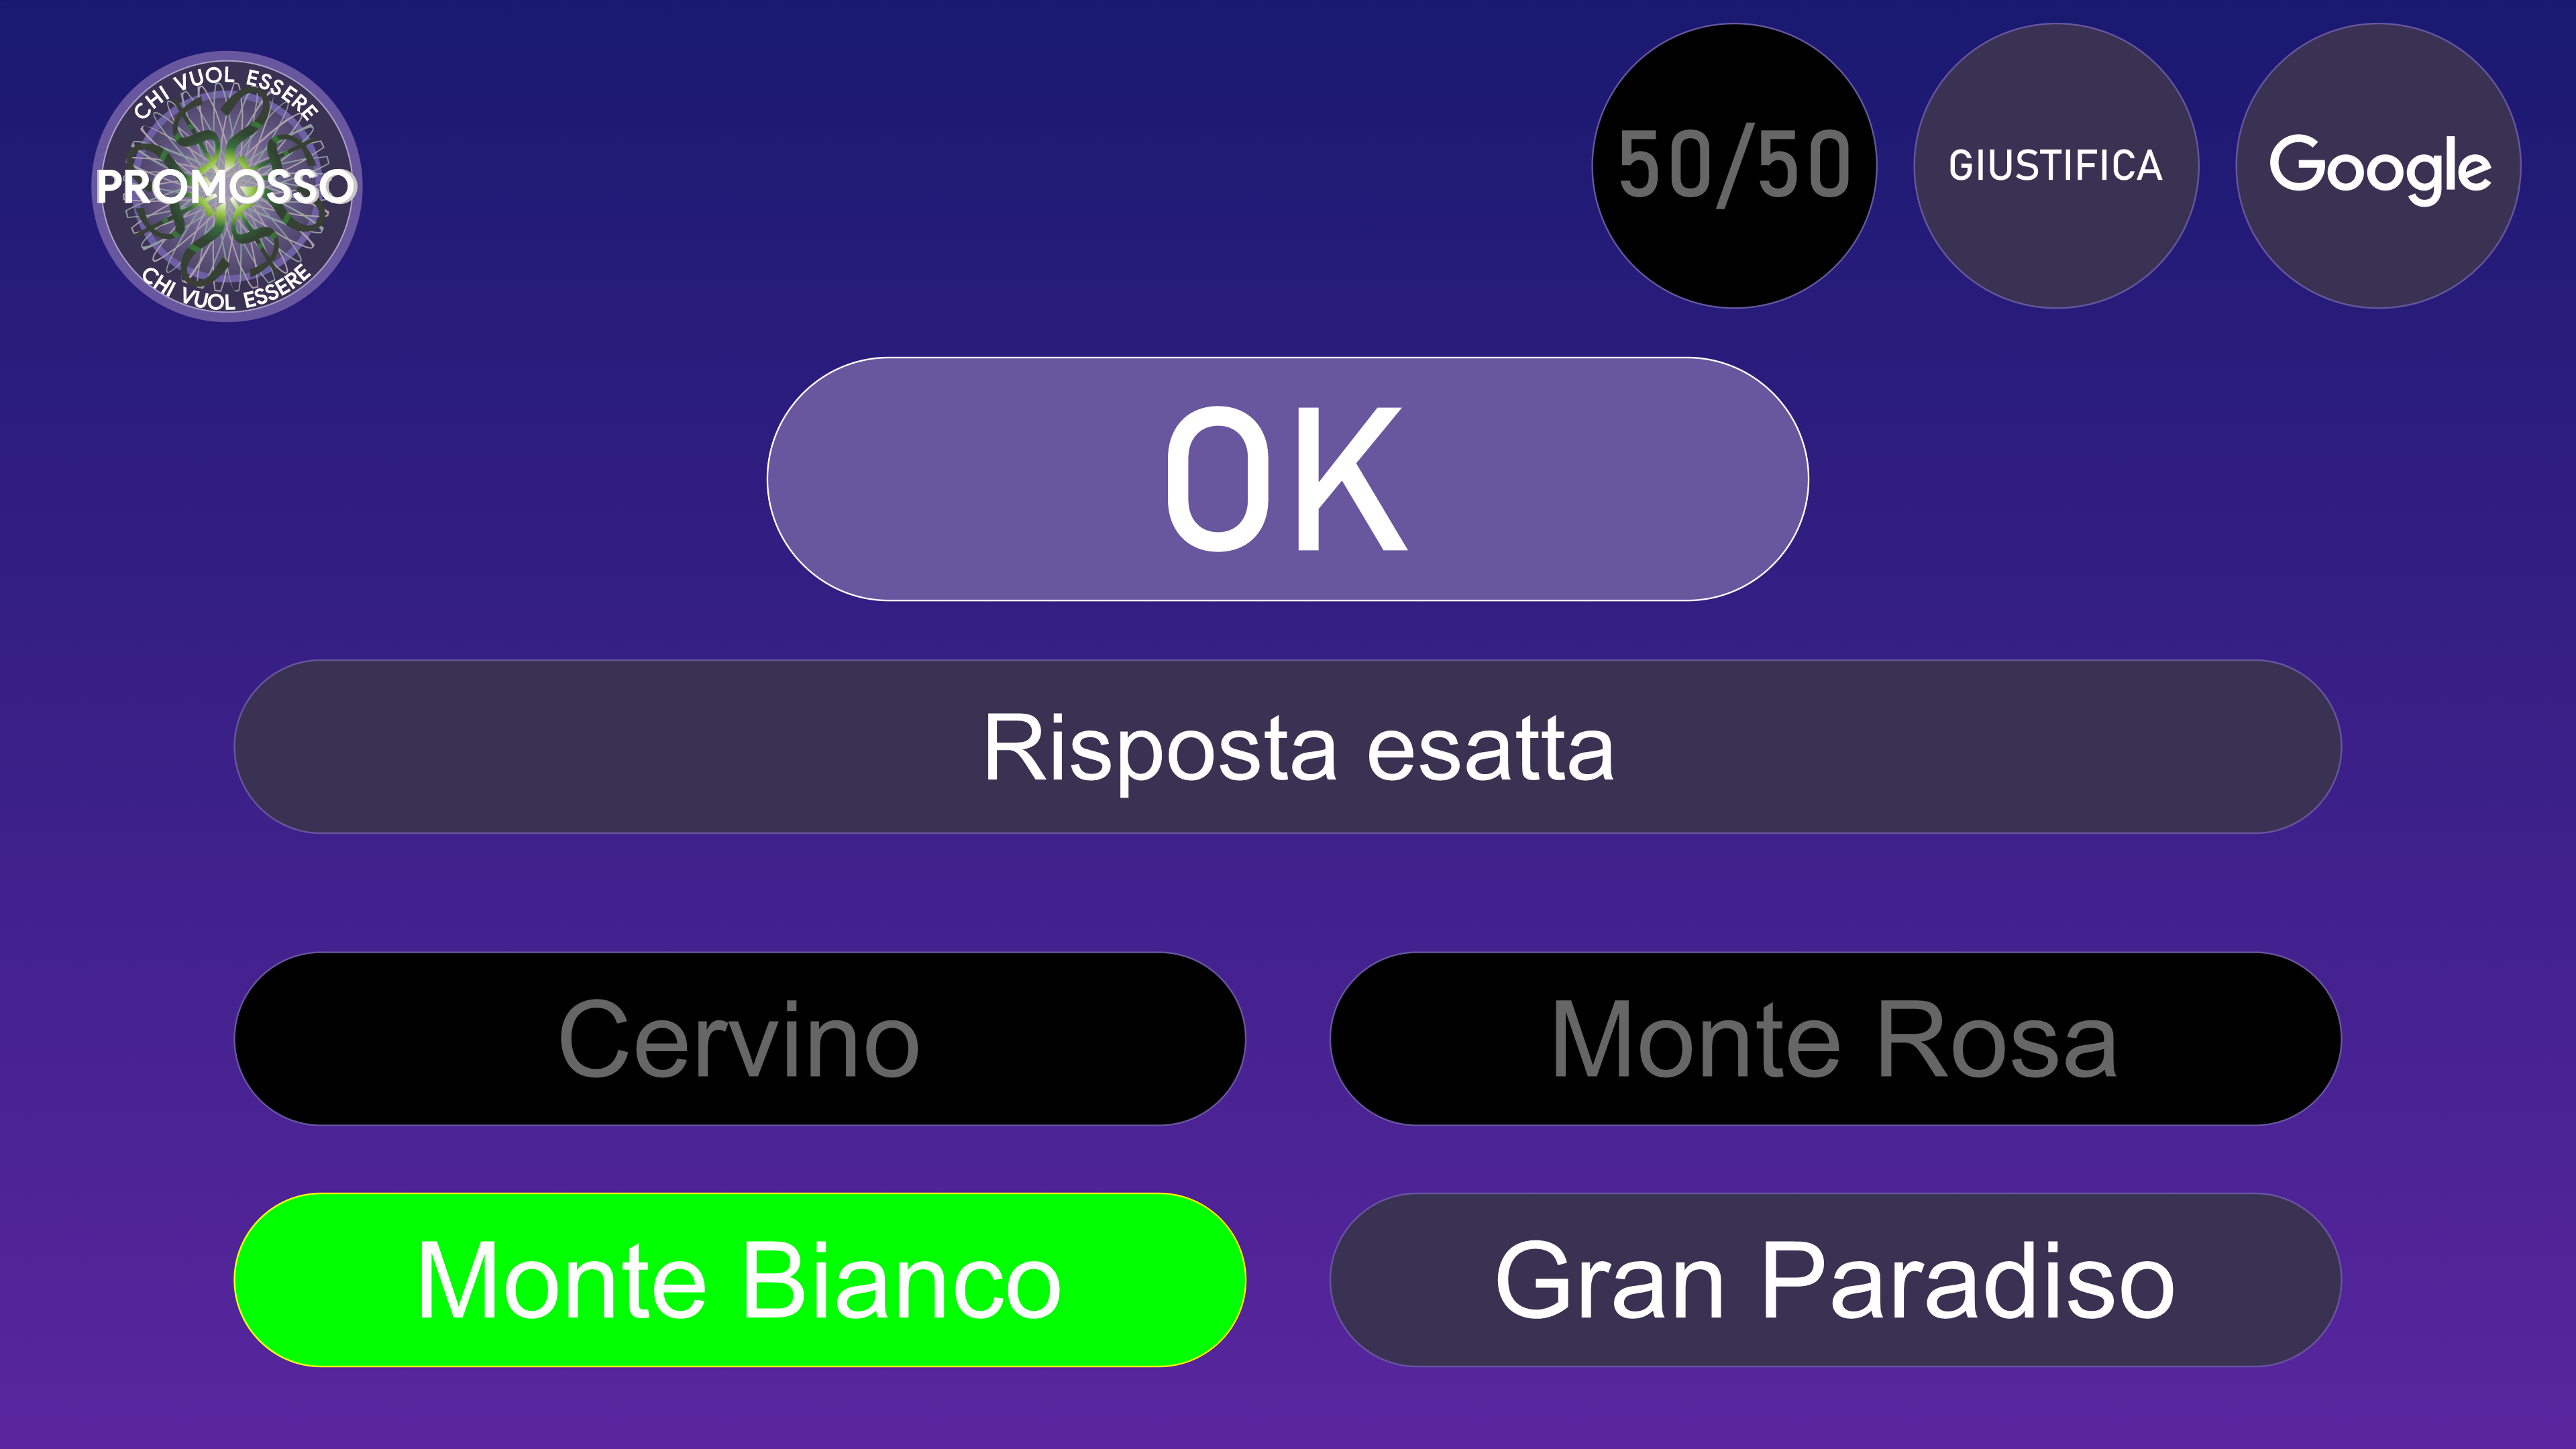 CHI VUOL ESSERE
PROMOSSO
CHI VUOL ESSERE
50/50
GIUSTIFICA
Google
OK
Risposta esatta
Cervino
Monte Rosa
Monte Bianco
Gran Paradiso